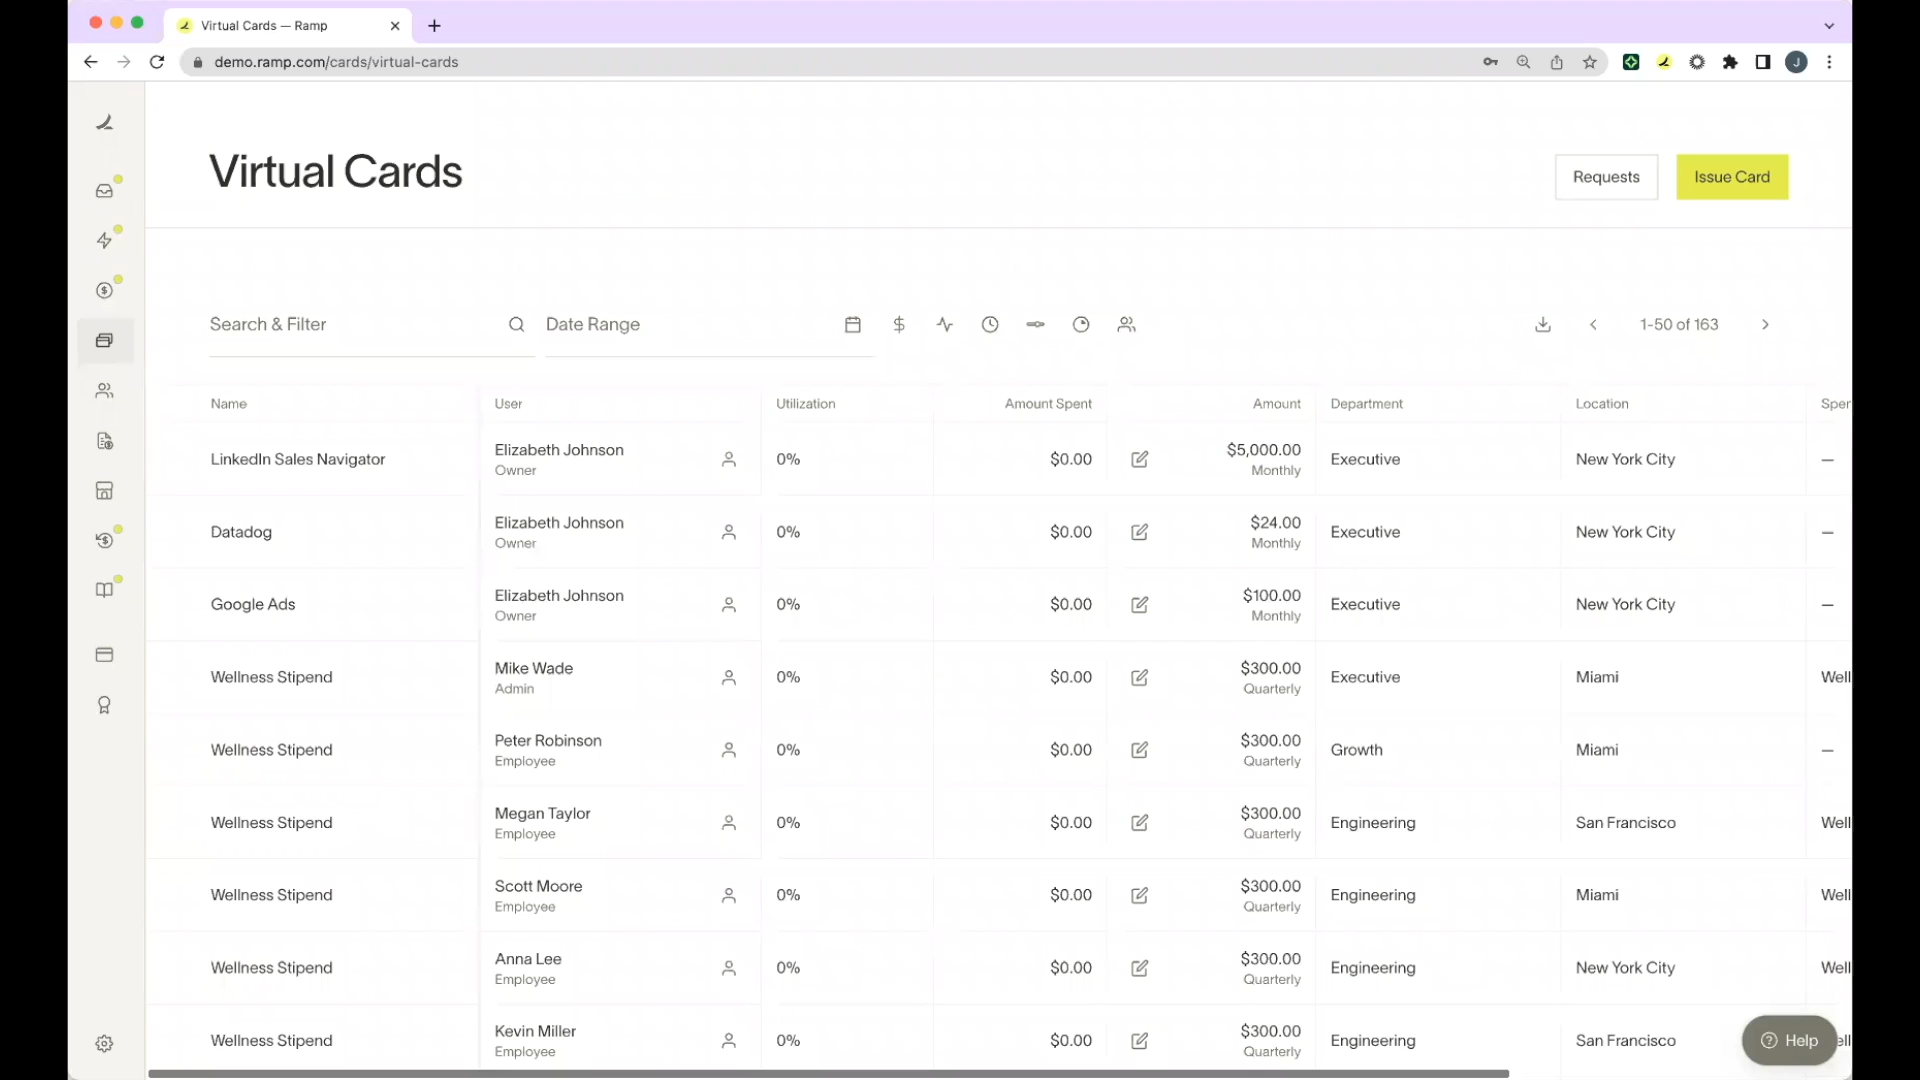 Virtual Cards — Ramp
demo.ramp.com/cards/virtual-cards
J
Virtual Cards
Requests
Issue Card
Search & Filter
Date Range
1-50 of 163
Name User Utilization Amount Spent Amount Department Location Sper
LinkedIn Sales Navigator Elizabeth Johnson 0% $0.00 $5,000.00 Executive New York City —
Owner Monthly
Datadog Elizabeth Johnson 0% $0.00 $24.00 Executive New York City —
Owner Monthly
Google Ads Elizabeth Johnson 0% $0.00 $100.00 Executive New York City —
Owner Monthly
Wellness Stipend Mike Wade 0% $0.00 $300.00 Executive Miami Well
Admin Quarterly
Wellness Stipend Peter Robinson 0% $0.00 $300.00 Growth Miami —
Employee Quarterly
Wellness Stipend Megan Taylor 0% $0.00 $300.00 Engineering San Francisco Well
Employee Quarterly
Wellness Stipend Scott Moore 0% $0.00 $300.00 Engineering Miami Well
Employee Quarterly
Wellness Stipend Anna Lee 0% $0.00 $300.00 Engineering New York City Well
Employee Quarterly
Wellness Stipend Kevin Miller 0% $0.00 $300.00 Engineering San Francisco ell
Employee Quarterly
Help